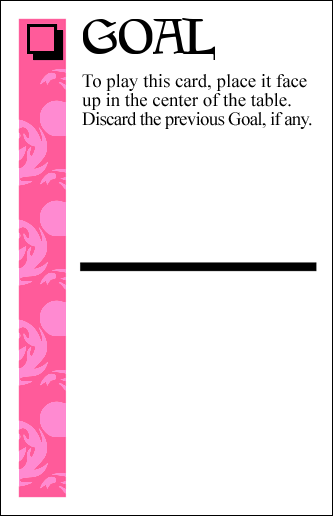 GOAL
To play this card, place it face
up in the center of the table.
Discard the previous Goal, if any.